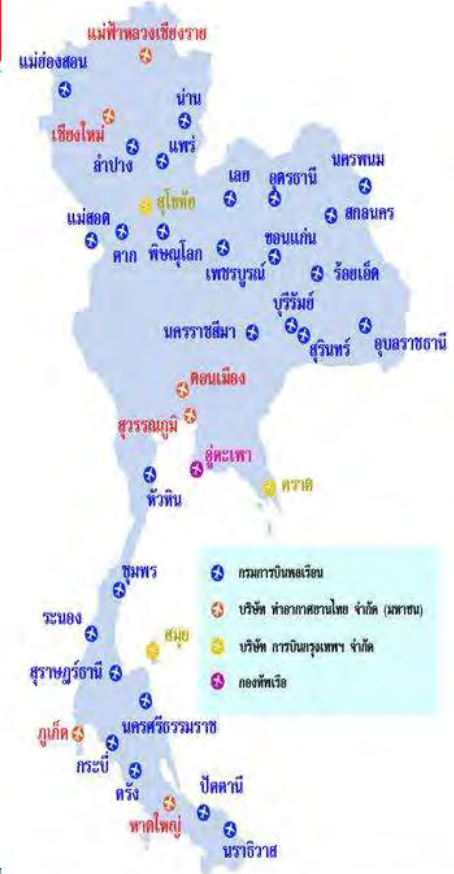 แม่ฟ้าหลวงเชียงราย
แม่ฮ่องสอน
น่าน
เชียงใหม่
ลำปาง
แพร่
เลย
อุดรธานี
นครพนม
สุโขทัย
สกลนคร
แม่สอด
ตาก
พิษณุโลก
ขอนแก่น
เพชรบูรณ์
ร้อยเอ็ด
บุรีรัมย์
นครราชสีมา
สุรินทร์
อุบลราชธานี
ดอนเมือง
สุวรรณภูมิ
อู่ตะเพา
ตราด
หัวหิน
ชุมพร
กรมการบินพลเรือน
บริษัท ท่าอากาศยานไทย จำกัด (มหาชน)
ระนอง
สมุย
บริษัท การบินกรุงเทพฯ จำกัด
สุราษฎร์ธานี
กองทัพเรือ
นครศรีธรรมราช
ภูเก็ต
กระบี่
ตรัง
ปัตตานี
หาดใหญ่
นราธิวาส